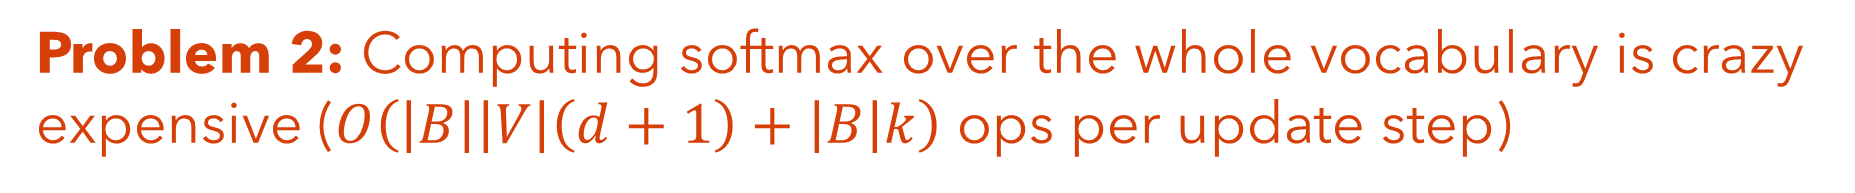 Problem 2: Computing softmax over the whole vocabulary is crazy
expensive (O(|B||V|(d + 1) + |B|k) ops per update step)